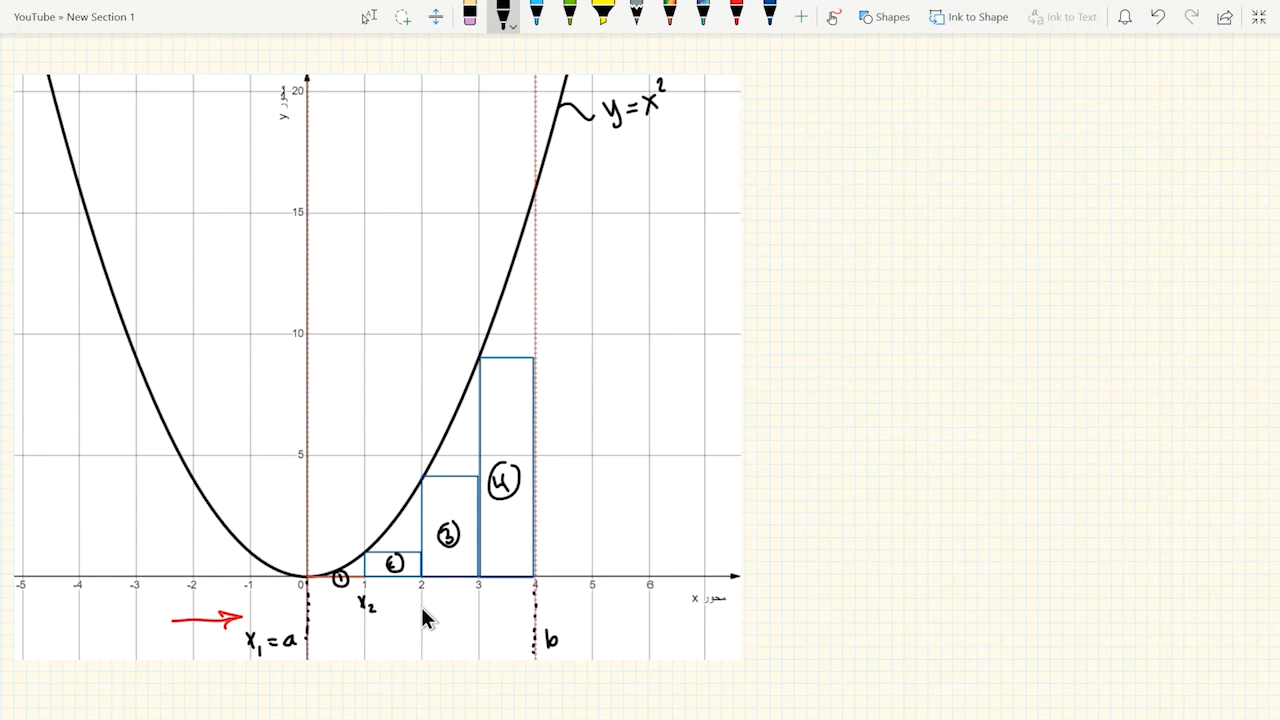 YouTube » New Section 1
Shapes
Ink to Shape
Ink to Text
20
محور y
y=x²
15
10
5
④
③
②
①
-5 -4 -3 -2 -1 0 1 2 3 4 5 6
محور x
x₂
x₁=a
b